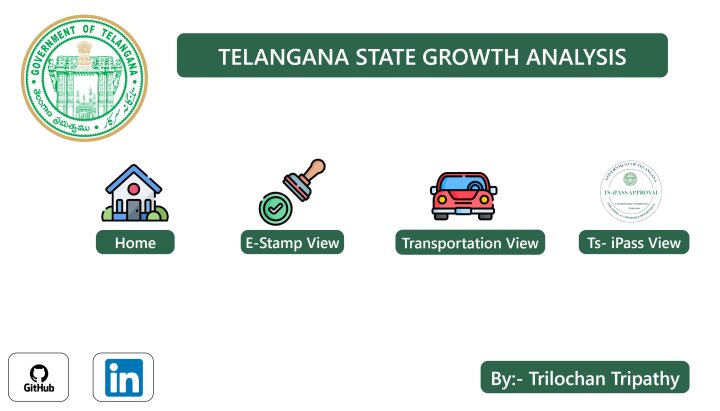 GOVERNMENT OF TELANGANA
తెలంగాణ ప్రభుత్వము
TELANGANA STATE GROWTH ANALYSIS
GOVERNMENT OF TELANGANA
TS-iPASS APPROVAL
Home
E-Stamp View
Transportation View
Ts- iPass View
GitHub
in
By:- Trilochan Tripathy